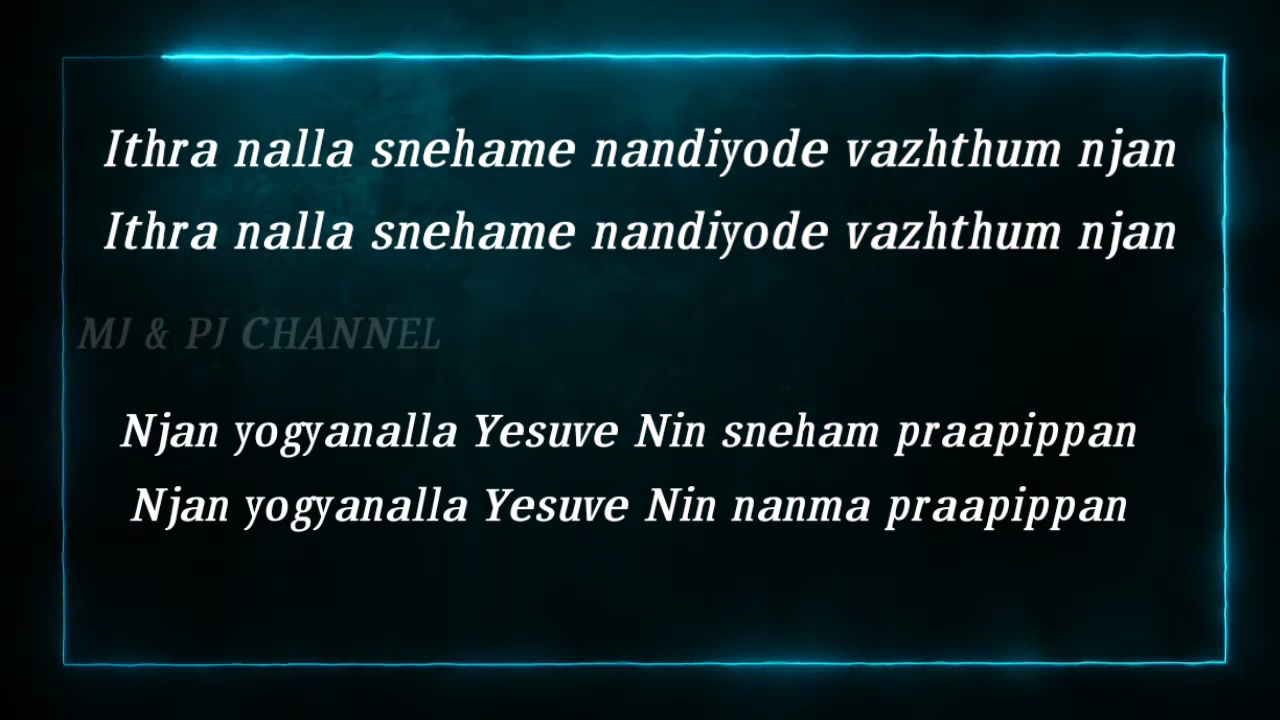 Ithra nalla snehame nandiyode vazhthum njan
Ithra nalla snehame nandiyode vazhthum njan
MJ & PJ CHANNEL
Njan yogyanalla Yesuve Nin sneham praapippan
Njan yogyanalla Yesuve Nin nanma praapippan